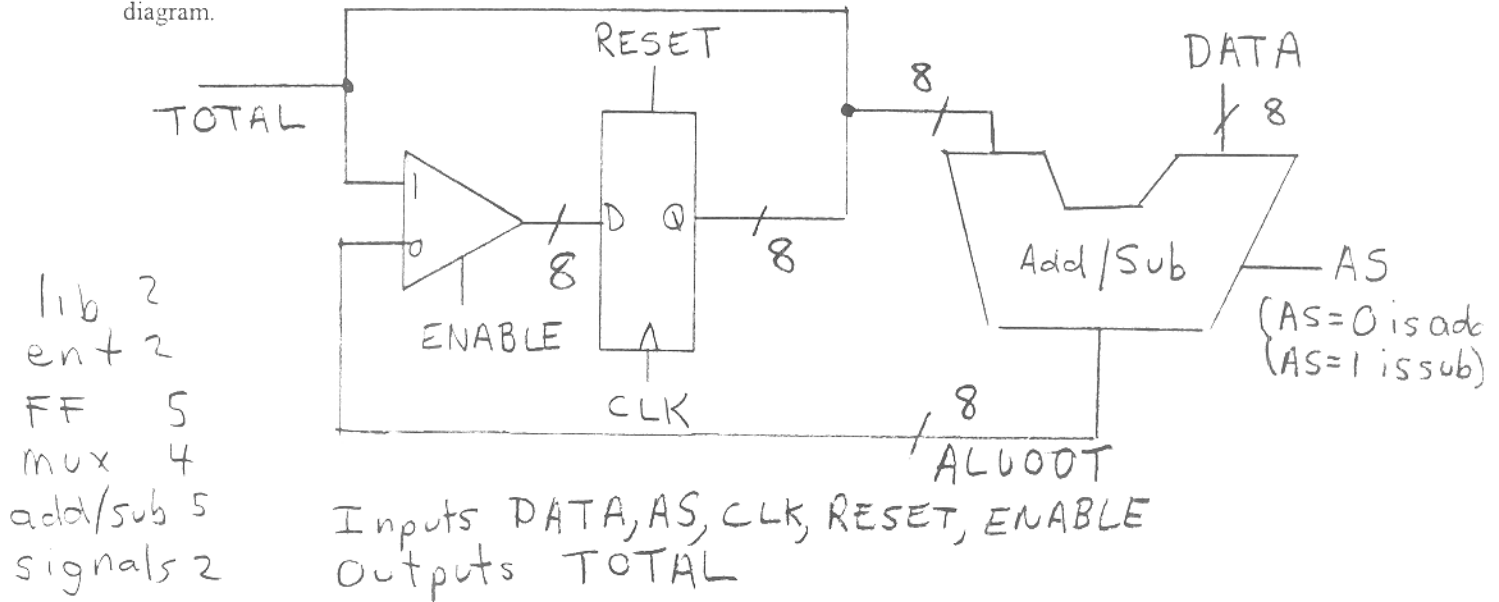 diagram.
RESET
DATA
8
8
TOTAL
1
D
Q
0
8
8
Add/Sub
AS
(AS=0 is add
(AS=1 is sub)
ENABLE
CLK
8
ALUOUT
lib 2
ent 2
FF 5
mux 4
add/sub 5
signals 2
Inputs DATA, AS, CLK, RESET, ENABLE
Outputs TOTAL